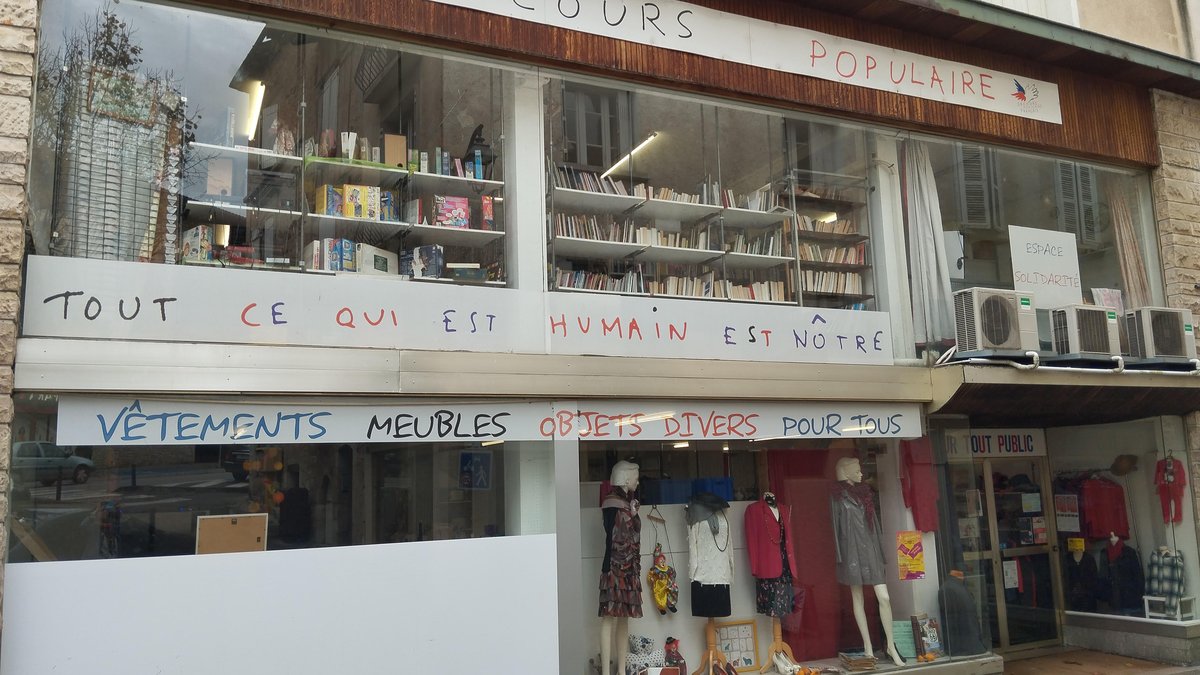 COURS POPULAIRE
ESPACE
SOLIDARITÉ
TOUT CE QUI EST HUMAIN EST NÔTRE
VÊTEMENTS MEUBLES OBJETS DIVERS POUR TOUS
R TOUT PUBLIC